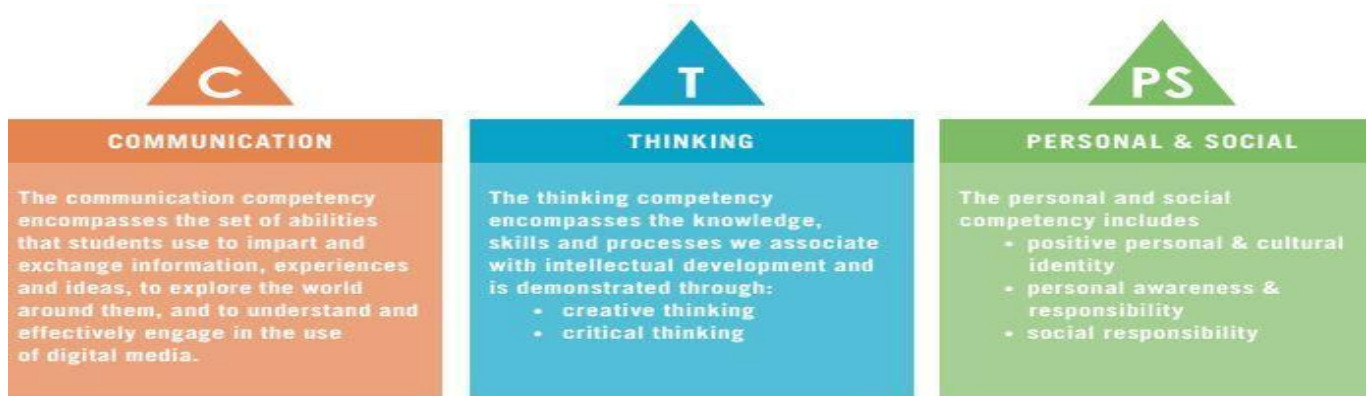 C
COMMUNICATION
The communication competency
encompasses the set of abilities
that students use to impart and
exchange information, experiences
and ideas, to explore the world
around them, and to understand and
effectively engage in the use
of digital media.
T
THINKING
The thinking competency
encompasses the knowledge,
skills and processes we associate
with intellectual development and
is demonstrated through:
• creative thinking
• critical thinking
PS
PERSONAL & SOCIAL
The personal and social
competency includes
• positive personal & cultural
identity
• personal awareness &
responsibility
• social responsibility